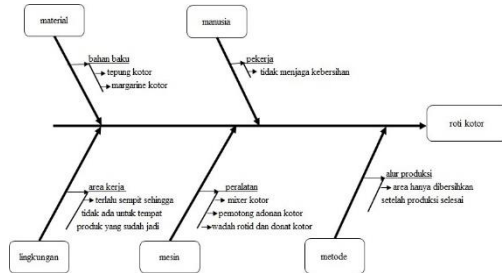 material
manusia
bahan baku
tepung kotor
margarine kotor
pekerja
tidak menjaga kebersihan
roti kotor
area kerja
terlalu sempit sehingga
tidak ada untuk tempat
produk yang sudah jadi
peralatan
mixer kotor
pemotong adonan kotor
wadah rotid dan donat kotor
alur produksi
area hanya dibersihkan
setelah produksi selesai
lingkungan
mesin
metode